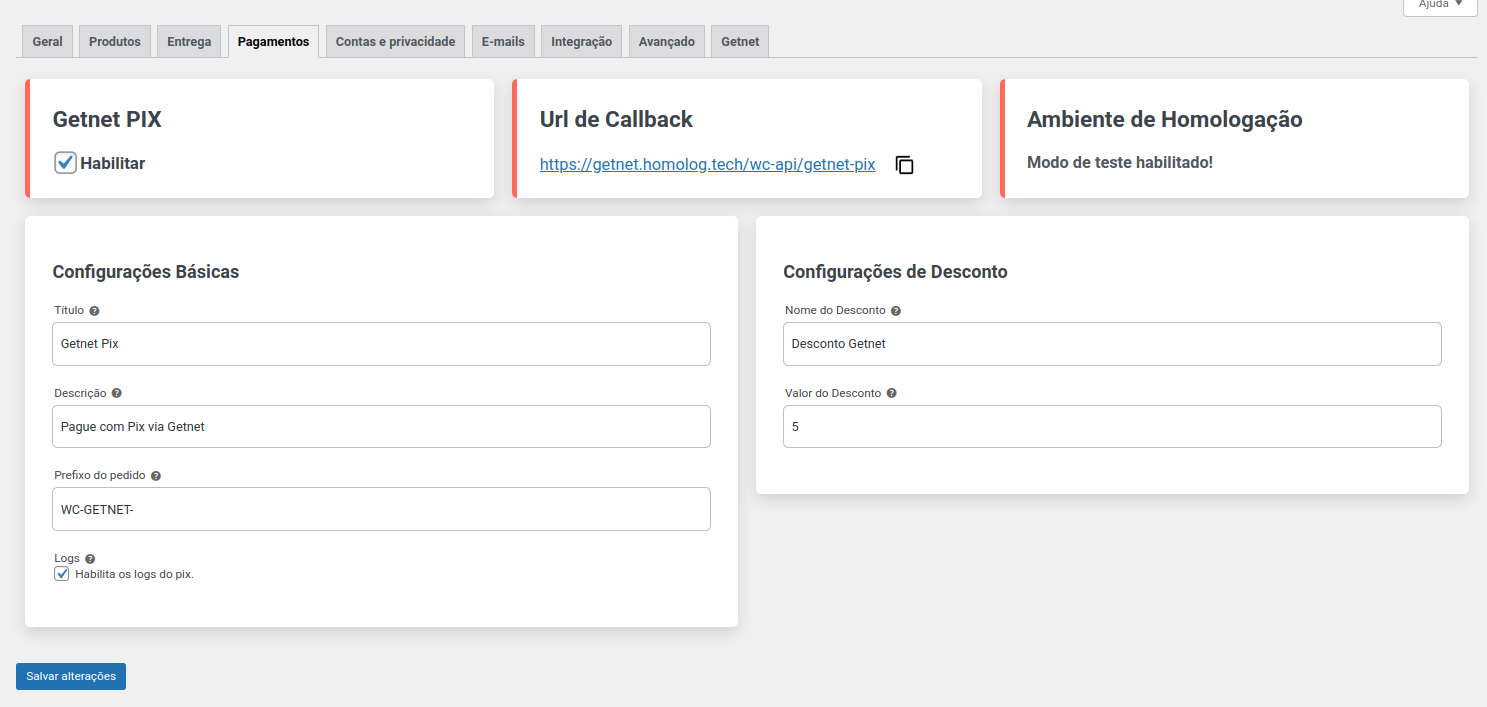 Ajuda
Geral
Produtos
Entrega
Pagamentos
Contas e privacidade
E-mails
Integração
Avançado
Getnet
Getnet PIX
Habilitar
Url de Callback
https://getnet.homolog.tech/wc-api/getnet-pix
Ambiente de Homologação
Modo de teste habilitado!
Configurações Básicas
Título
Getnet Pix
Descrição
Pague com Pix via Getnet
Prefixo do pedido
WC-GETNET-
Logs
Habilita os logs do pix.
Configurações de Desconto
Nome do Desconto
Desconto Getnet
Valor do Desconto
5
Salvar alterações